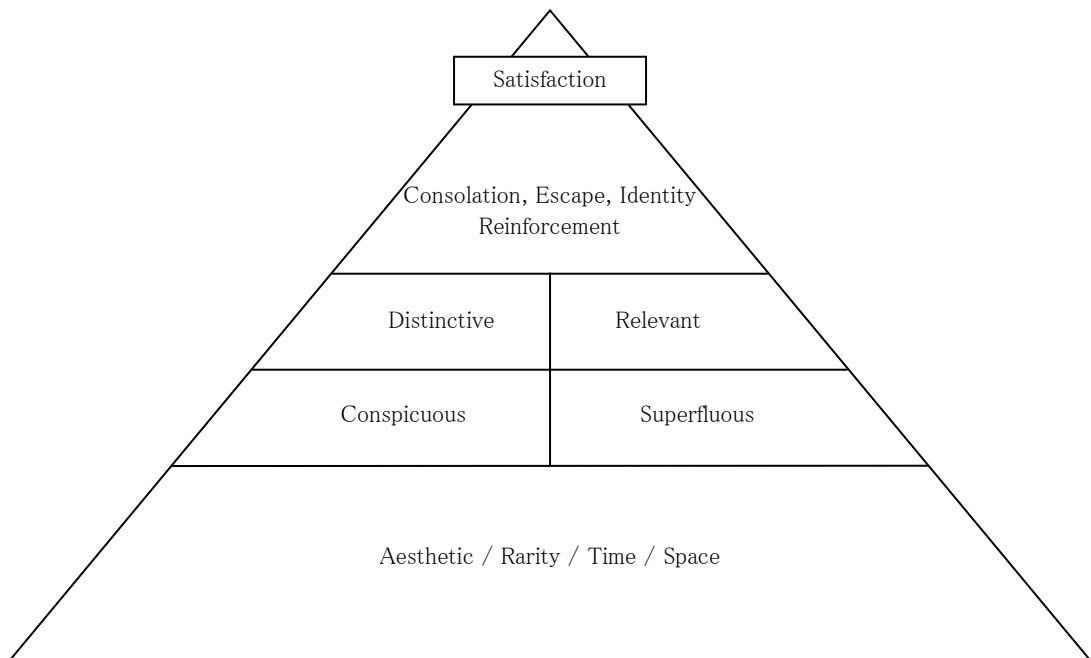 Satisfaction
Consolation, Escape, Identity
Reinforcement
Distinctive
Relevant
Conspicuous
Superfluous
Aesthetic / Rarity / Time / Space